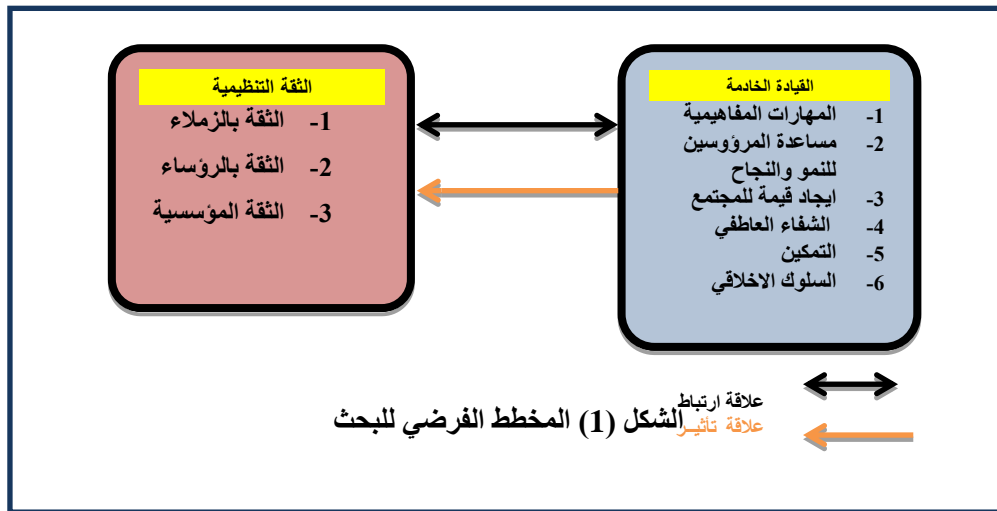 القيادة الخادمة
1- المهارات المفاهيمية
2- مساعدة المرؤوسين
للنمو والنجاح
3- ايجاد قيمة للمجتمع
4- الشفاء العاطفي
5- التمكين
6- السلوك الاخلاقي
الثقة التنظيمية
1- الثقة بالزملاء
2- الثقة بالرؤساء
3- الثقة المؤسسية
علاقة ارتباط
علاقة تأثيـر
الشكل (1) المخطط الفرضي للبحث